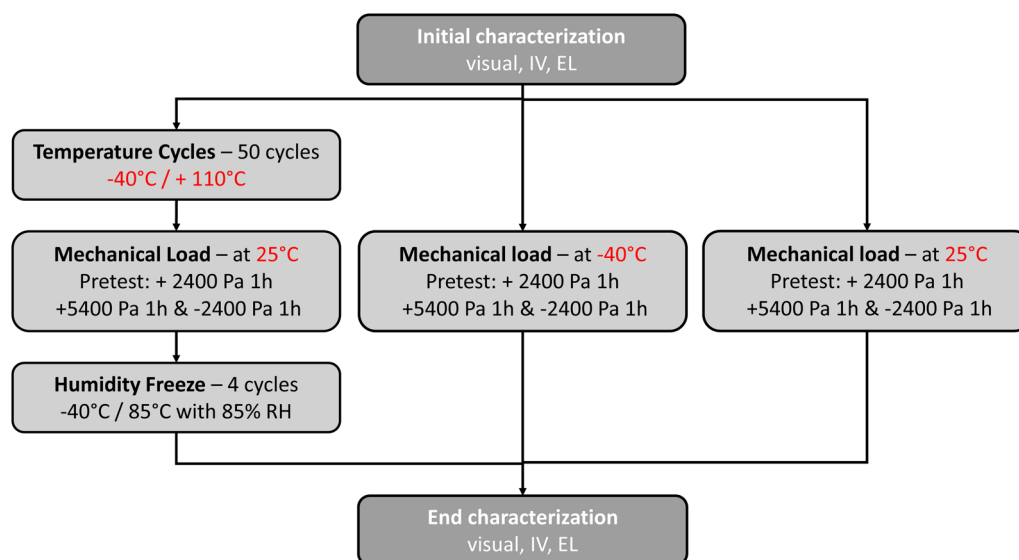 Initial characterization
visual, IV, EL
Temperature Cycles – 50 cycles
-40°C / + 110°C
Mechanical Load – at 25°C
Pretest: + 2400 Pa 1h
+5400 Pa 1h & -2400 Pa 1h
Mechanical load – at -40°C
Pretest: + 2400 Pa 1h
+5400 Pa 1h & -2400 Pa 1h
Mechanical load – at 25°C
Pretest: + 2400 Pa 1h
+5400 Pa 1h & -2400 Pa 1h
Humidity Freeze – 4 cycles
-40°C / 85°C with 85% RH
End characterization
visual, IV, EL